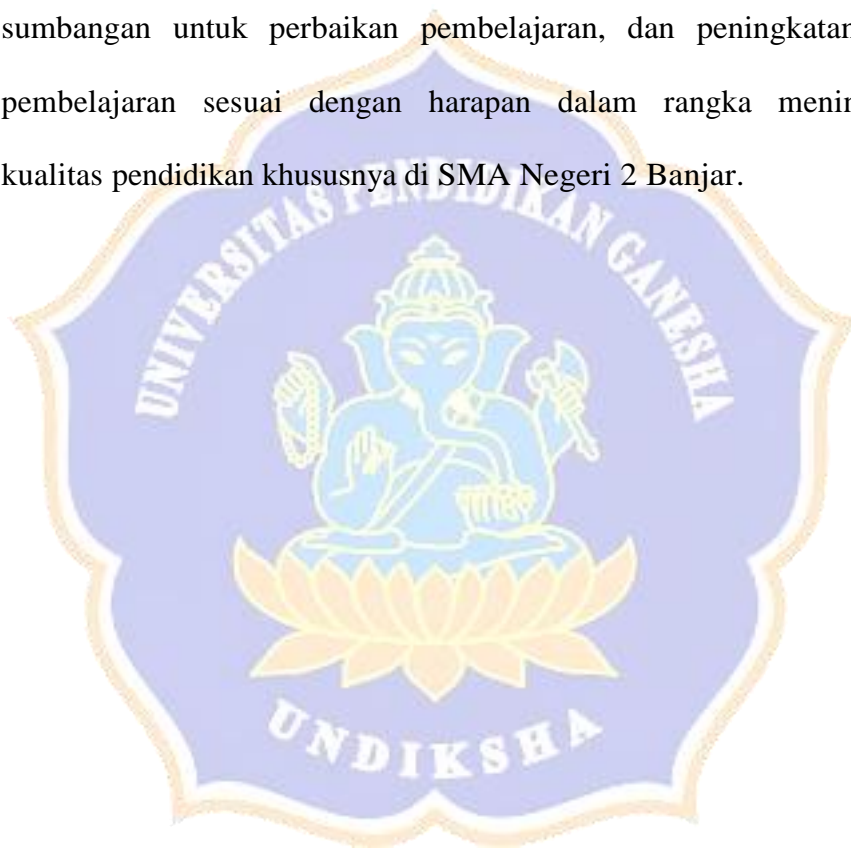 sumbangan untuk perbaikan pembelajaran, dan peningkatan
pembelajaran sesuai dengan harapan dalam rangka menin
kualitas pendidikan khususnya di SMA Negeri 2 Banjar.
UNIVERSITAS PENDIDIKAN GANESHA
UNDIKSHA